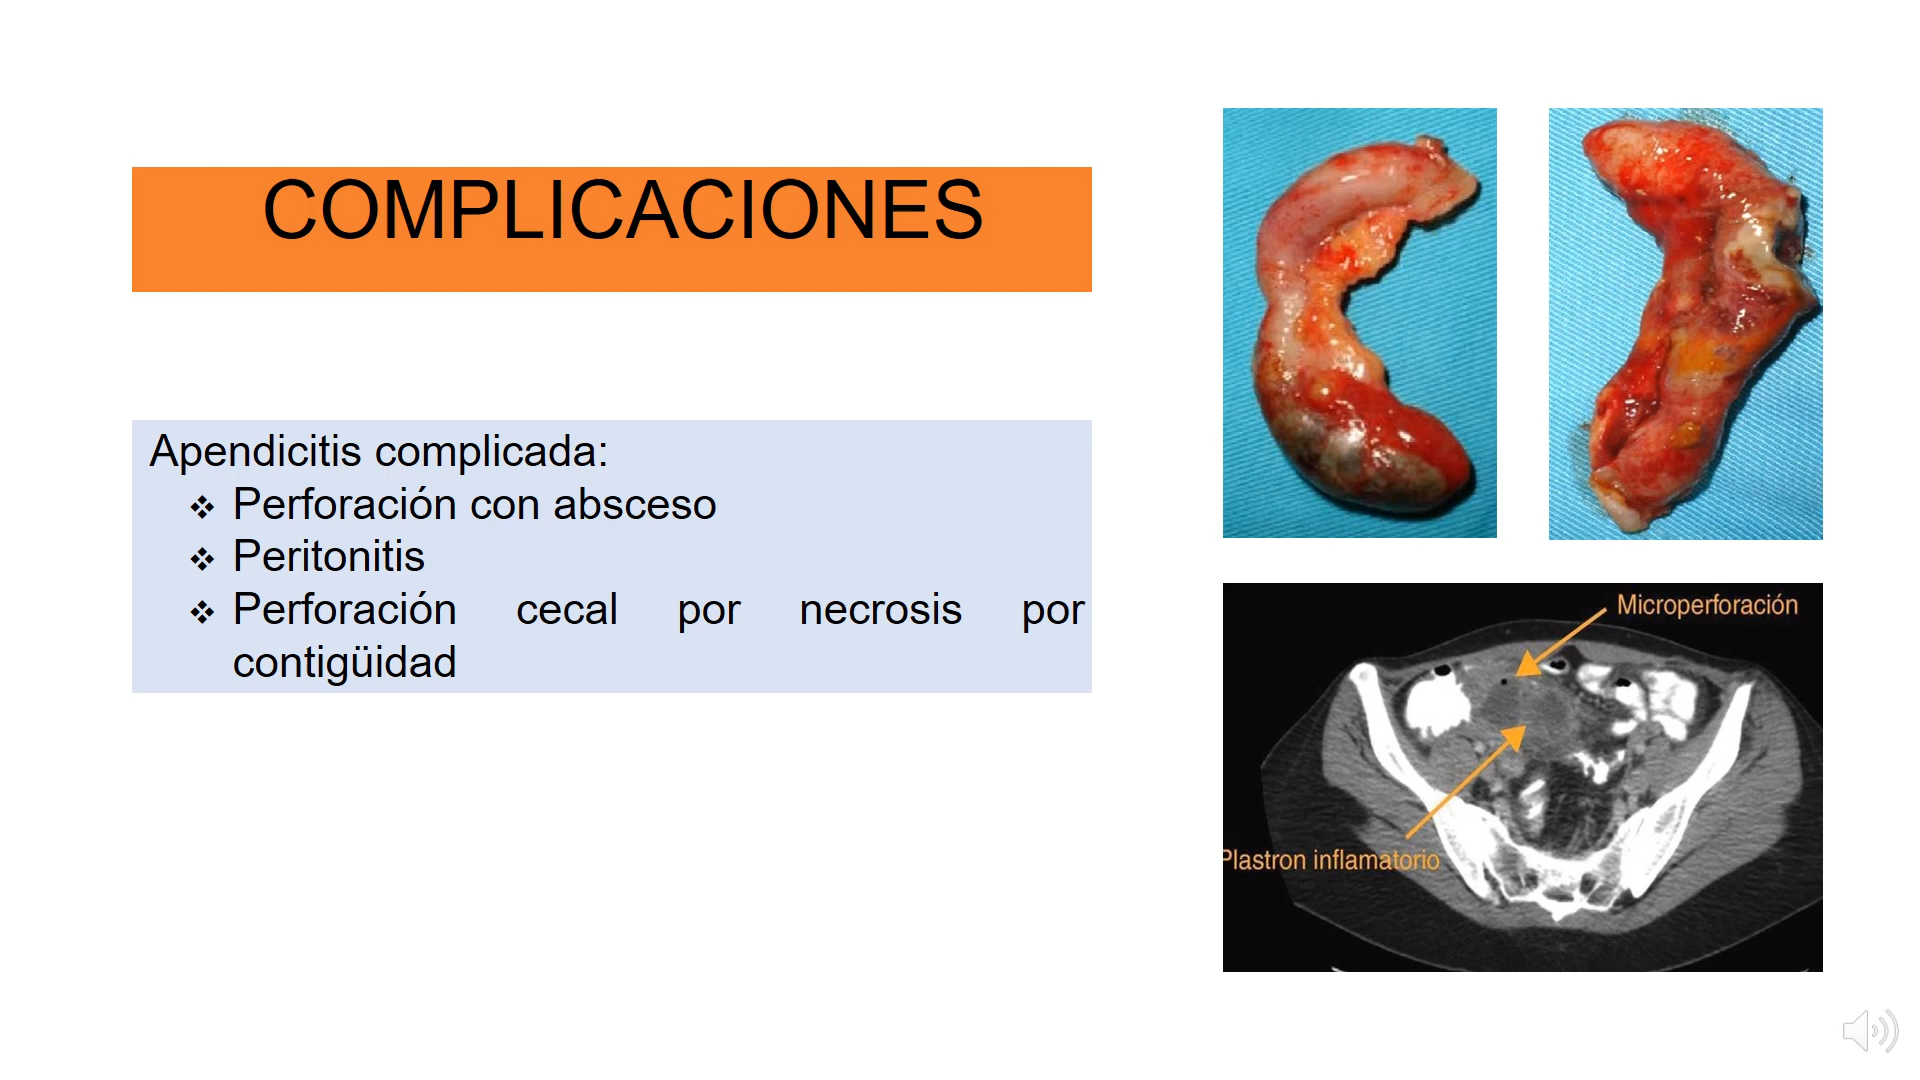 COMPLICACIONES
Apendicitis complicada:
❖ Perforación con absceso
❖ Peritonitis
❖ Perforación cecal por necrosis por
contigüidad
Microperforación
Plastron inflamatorio